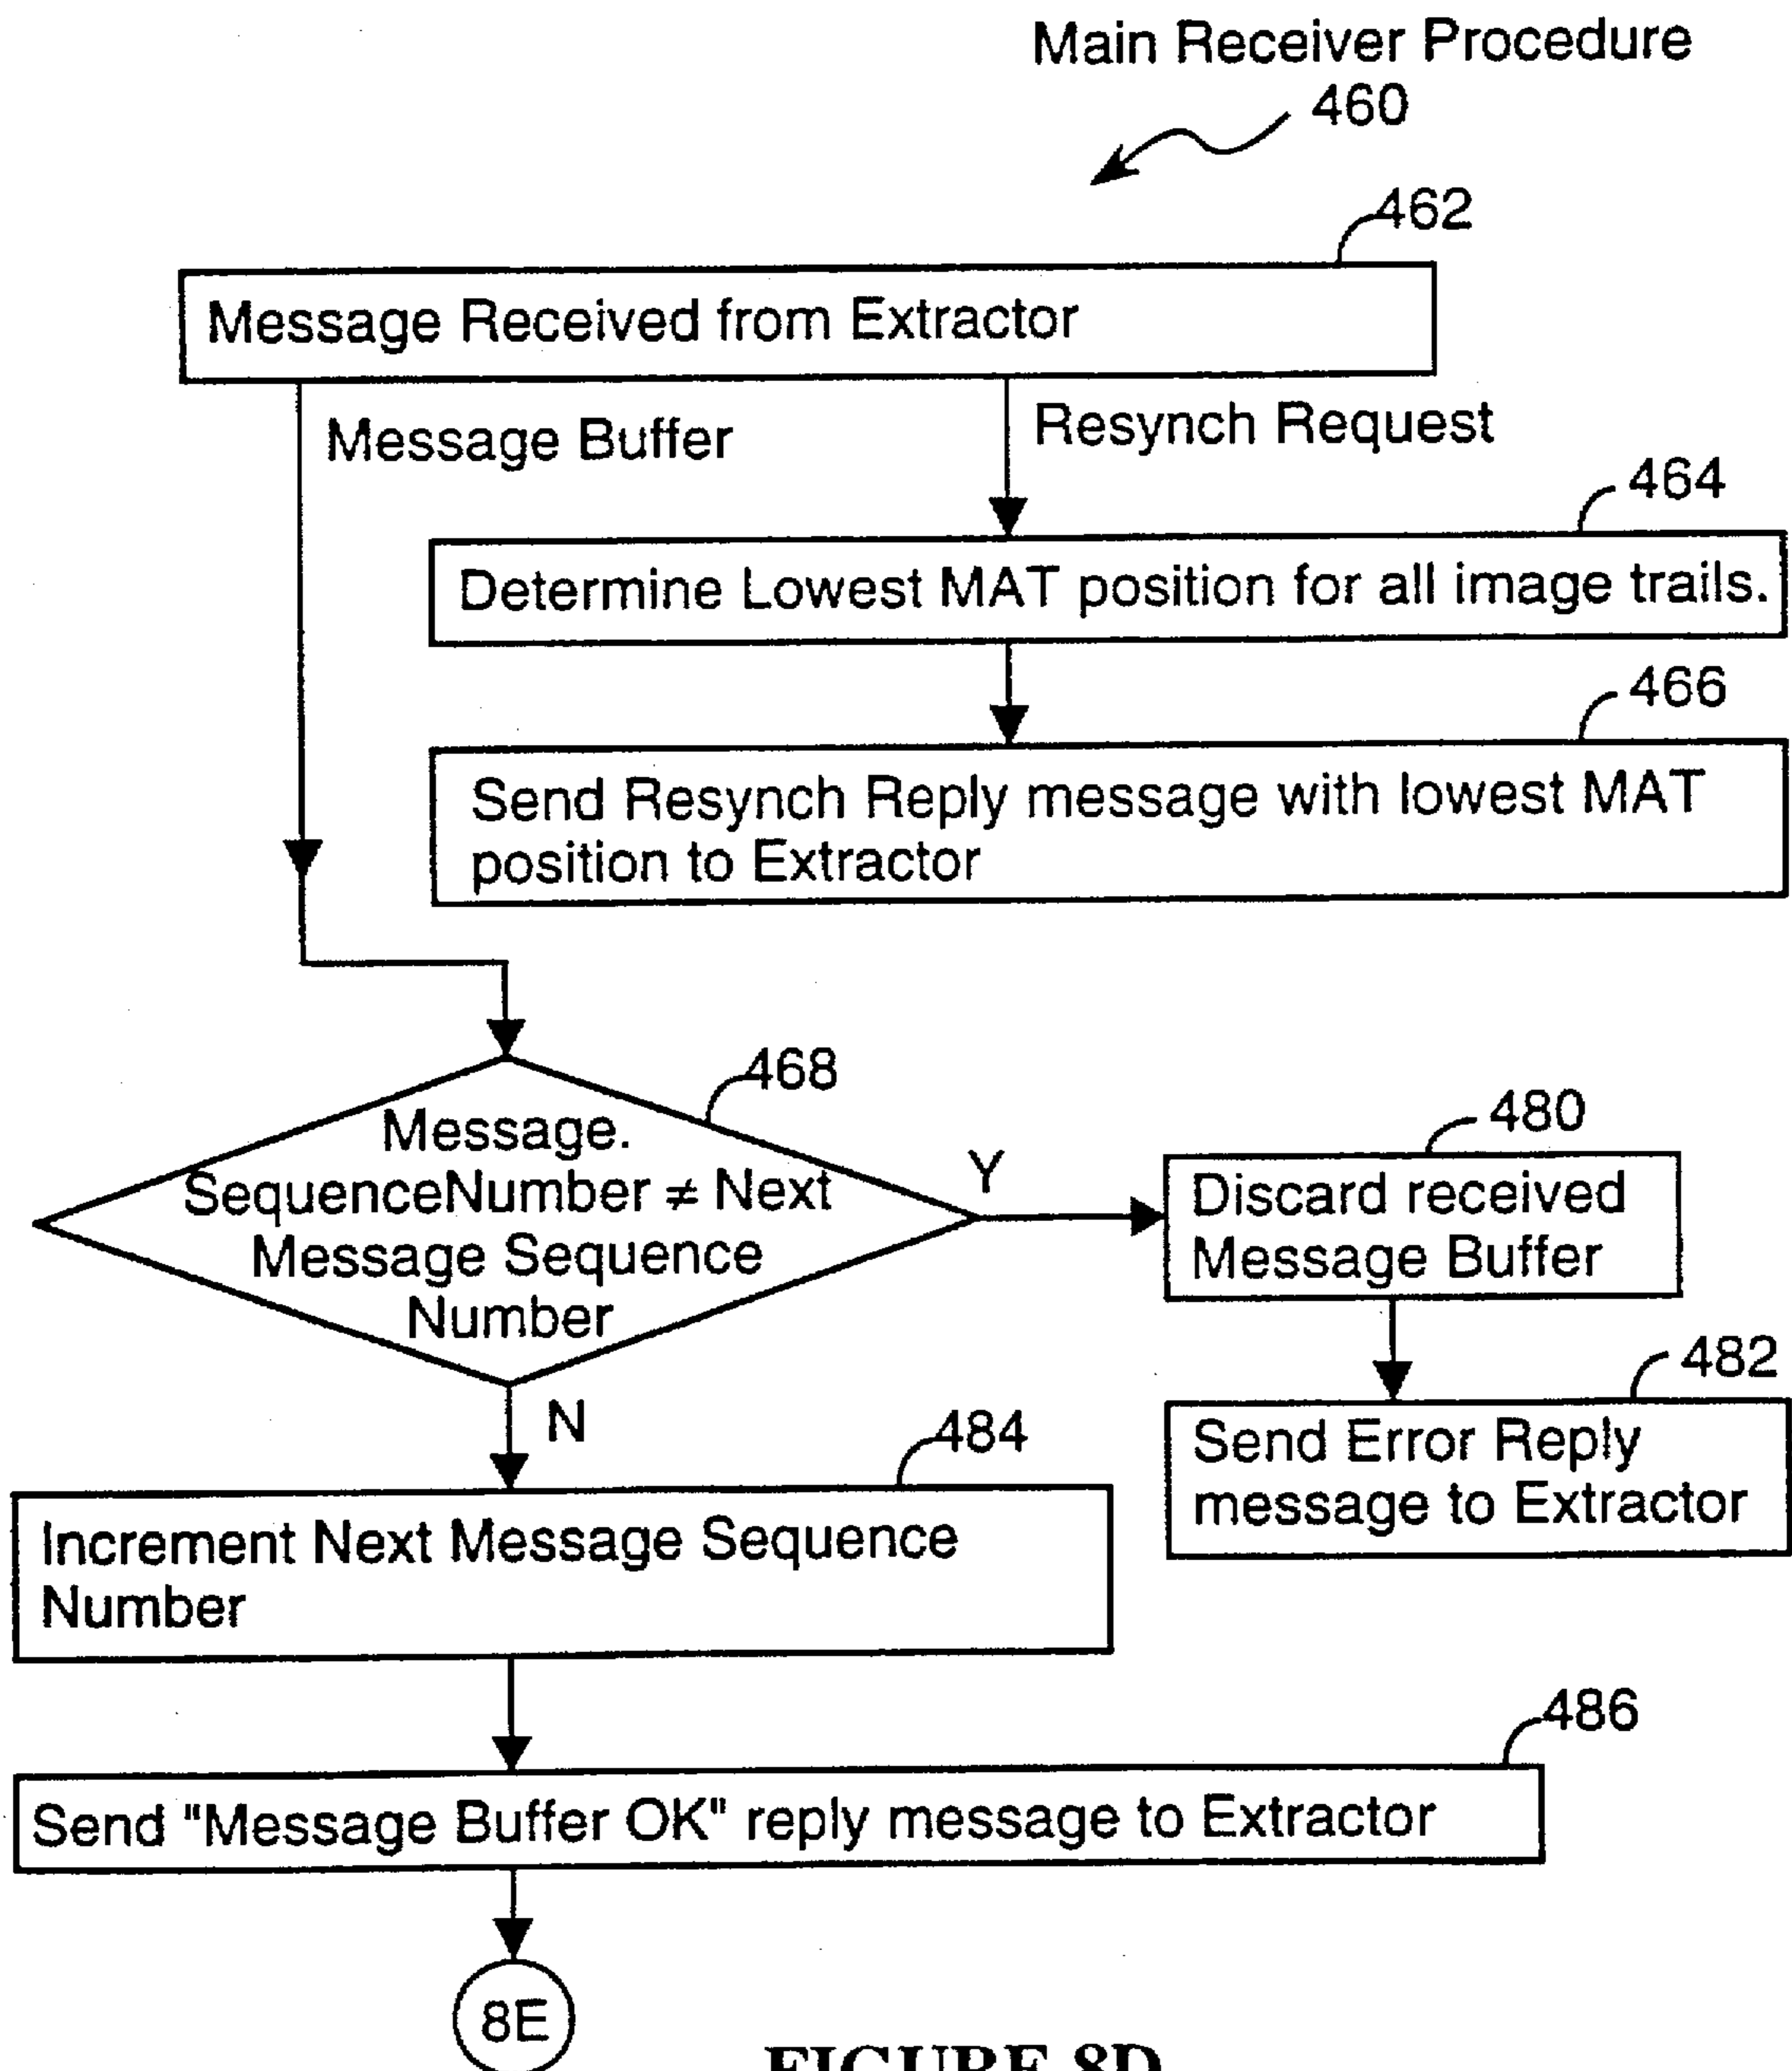 Main Receiver Procedure
460
462
Message Received from Extractor
Message Buffer
Resynch Request
464
Determine Lowest MAT position for all image trails.
466
Send Resynch Reply message with lowest MAT
position to Extractor
468
Message.
SequenceNumber ≠ Next
Message Sequence
Number
Y
480
Discard received
Message Buffer
482
Send Error Reply
message to Extractor
N
484
Increment Next Message Sequence
Number
486
Send "Message Buffer OK" reply message to Extractor
8E
FIGURE 8D